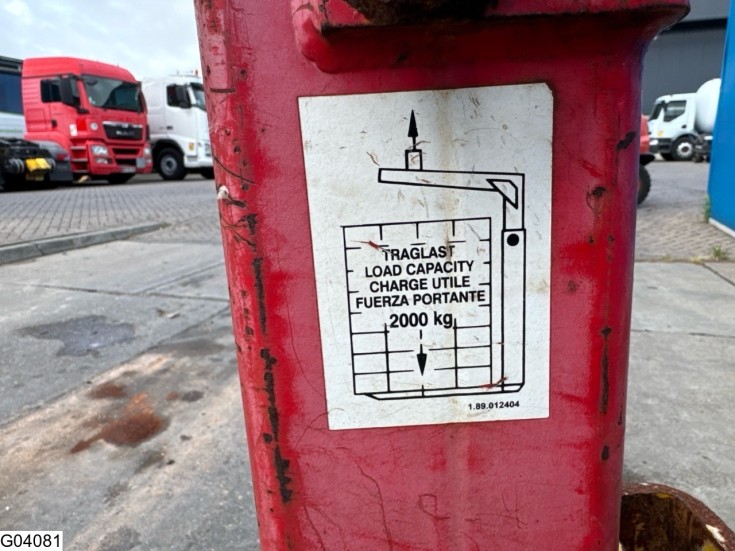 TRAGLAST
LOAD CAPACITY
CHARGE UTILE
FUERZA PORTANTE
2000 kg
1.89.012404
G04081